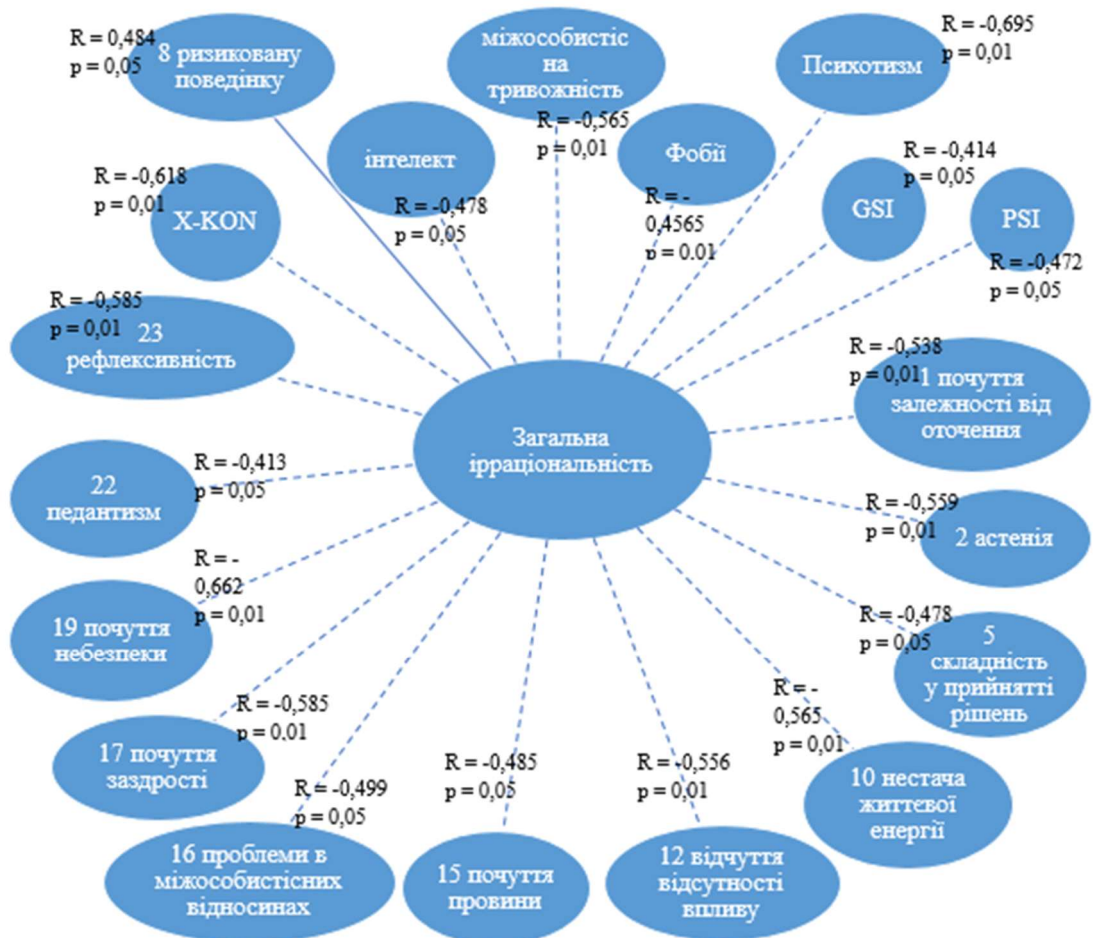 R = 0,484
p = 0,05
8 ризиковану
поведінку
міжособистіс
на
тривожність
R = -0,565
p = 0,01
R = -0,695
p = 0,01
Психотизм
інтелект
R = -0,478
p = 0,05
Фобії
R = -
0,4565
p = 0.01
R = -0,414
p = 0,05
GSI
PSI
R = -0,472
p = 0,05
R = -0,618
p = 0,01
X-KON
R = -0,585
p = 0,01
23
рефлексивність
R = -0,538
p = 0,01
1 почуття
залежності від
оточення
Загальна
ірраціональність
22
педантизм
R = -0,413
p = 0,05
R = -0,559
p = 0,01
2 астенія
R = -
0,662
p = 0,01
19 почуття
небезпеки
R = -0,478
p = 0,05
5
складність
у прийнятті
рішень
R = -0,585
p = 0,01
17 почуття
заздрості
R = -
0,565
p = 0,01
10 нестача
життєвої
енергії
R = -0,499
p = 0,05
16 проблеми в
міжособистісних
відносинах
R = -0,485
p = 0,05
15 почуття
провини
R = -0,556
p = 0,01
12 відчуття
відсутності
впливу